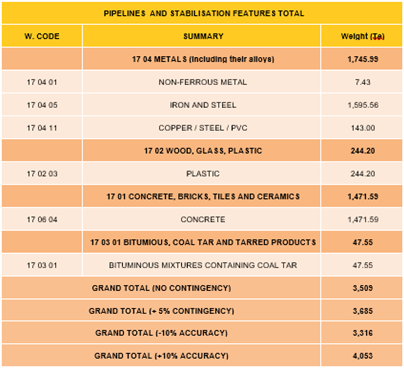 PIPELINES AND STABILISATION FEATURES TOTAL
W. CODE SUMMARY Weight (Te)
17 04 METALS (including their alloys) 1,745.99
17 04 01 NON-FERROUS METAL 7.43
17 04 05 IRON AND STEEL 1,595.56
17 04 11 COPPER / STEEL / PVC 143.00
17 02 WOOD, GLASS, PLASTIC 244.20
17 02 03 PLASTIC 244.20
17 01 CONCRETE, BRICKS, TILES AND CERAMICS 1,471.59
17 06 04 CONCRETE 1,471.59
17 03 01 BITUMIOUS, COAL TAR AND TARRED PRODUCTS 47.55
17 03 01 BITUMINOUS MIXTURES CONTAINING COAL TAR 47.55
GRAND TOTAL (NO CONTINGENCY) 3,509
GRAND TOTAL (+ 5% CONTINGENCY) 3,685
GRAND TOTAL (-10% ACCURACY) 3,316
GRAND TOTAL (+10% ACCURACY) 4,053